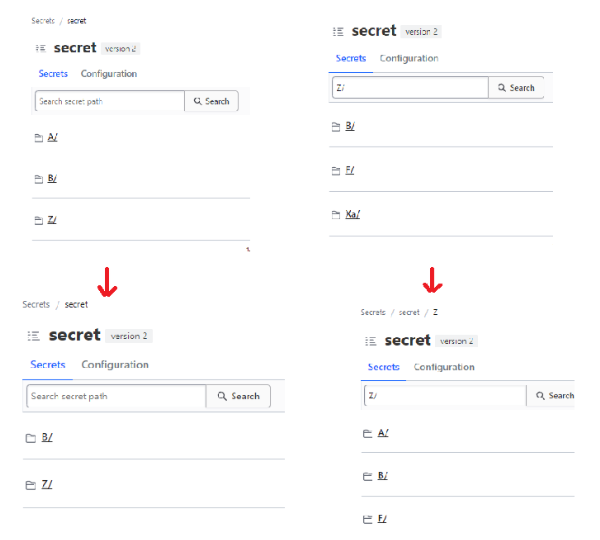 Secrets / secret
secret version 2
Secrets Configuration
Search secret path Search
A/
B/
Z/
secret version 2
Secrets Configuration
Z/ Search
B/
F/
Xa/
Secrets / secret
secret version 2
Secrets Configuration
Search secret path Search
B/
Z/
Secrets / secret / Z
secret version 2
Secrets Configuration
Z/ Search
A/
B/
F/